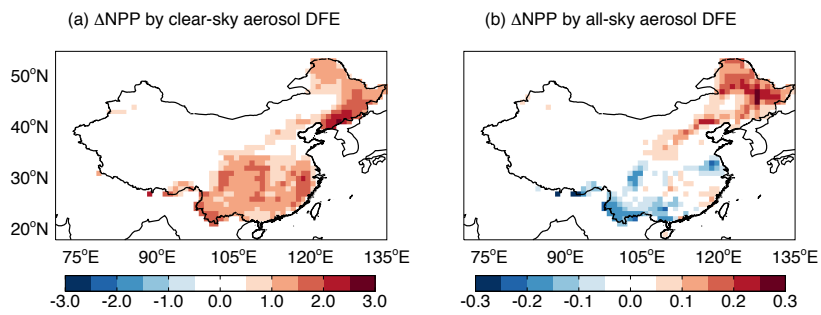 (a) ΔNPP by clear-sky aerosol DFE
(b) ΔNPP by all-sky aerosol DFE
50°N
40°N
30°N
20°N
75°E 90°E 105°E 120°E 135°E
75°E 90°E 105°E 120°E 135°E
-3.0 -2.0 -1.0 0.0 1.0 2.0 3.0
-0.3 -0.2 -0.1 0.0 0.1 0.2 0.3